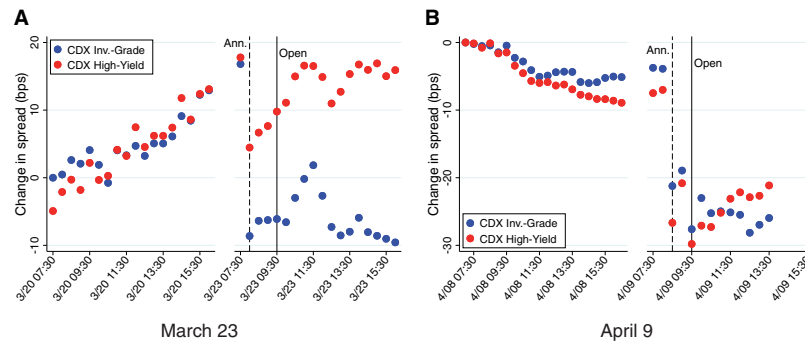 A
Change in spread (bps)
20
10
0
-10
CDX Inv.-Grade
CDX High-Yield
Ann.
Open
3/20 07:30
3/20 09:30
3/20 11:30
3/20 13:30
3/20 15:30
3/23 07:30
3/23 09:30
3/23 11:30
3/23 13:30
3/23 15:30
March 23
B
Change in spread (bps)
0
-10
-20
-30
CDX Inv.-Grade
CDX High-Yield
Ann.
Open
4/08 07:30
4/08 09:30
4/08 11:30
4/08 13:30
4/08 15:30
4/09 07:30
4/09 09:30
4/09 11:30
4/09 13:30
4/09 15:30
April 9